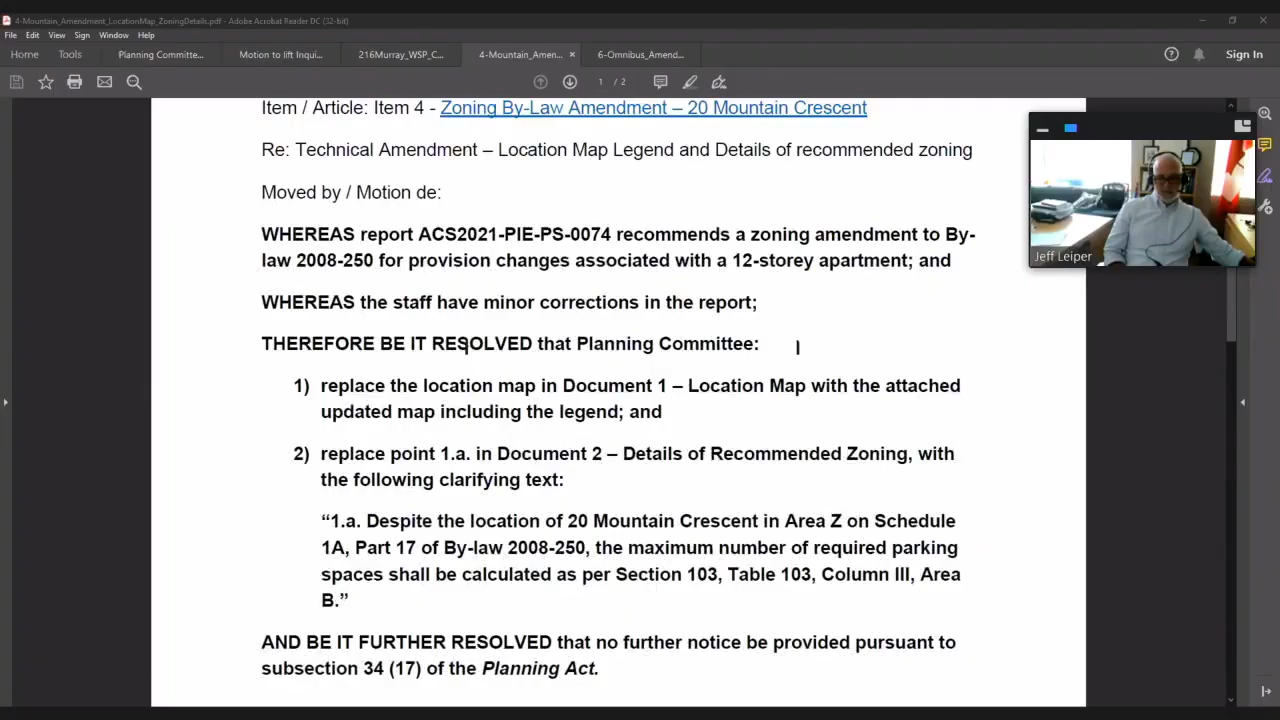 4-Mountain_Amendment_LocationMap_ZoningDetails.pdf - Adobe Acrobat Reader DC (32-bit)
File Edit View Sign Window Help
Home Tools Planning Committe... Motion to lift Inqui... 216Murray_WSP_C... 4-Mountain_Amen... × 6-Omnibus_Amend... Sign In
1 / 2
Item / Article: Item 4 - Zoning By-Law Amendment – 20 Mountain Crescent
Re: Technical Amendment – Location Map Legend and Details of recommended zoning
Moved by / Motion de:
WHEREAS report ACS2021-PIE-PS-0074 recommends a zoning amendment to By-
law 2008-250 for provision changes associated with a 12-storey apartment; and
WHEREAS the staff have minor corrections in the report;
THEREFORE BE IT RESOLVED that Planning Committee:
1) replace the location map in Document 1 – Location Map with the attached
updated map including the legend; and
2) replace point 1.a. in Document 2 – Details of Recommended Zoning, with
the following clarifying text:
“1.a. Despite the location of 20 Mountain Crescent in Area Z on Schedule
1A, Part 17 of By-law 2008-250, the maximum number of required parking
spaces shall be calculated as per Section 103, Table 103, Column III, Area
B.”
AND BE IT FURTHER RESOLVED that no further notice be provided pursuant to
subsection 34 (17) of the Planning Act.
Jeff Leiper